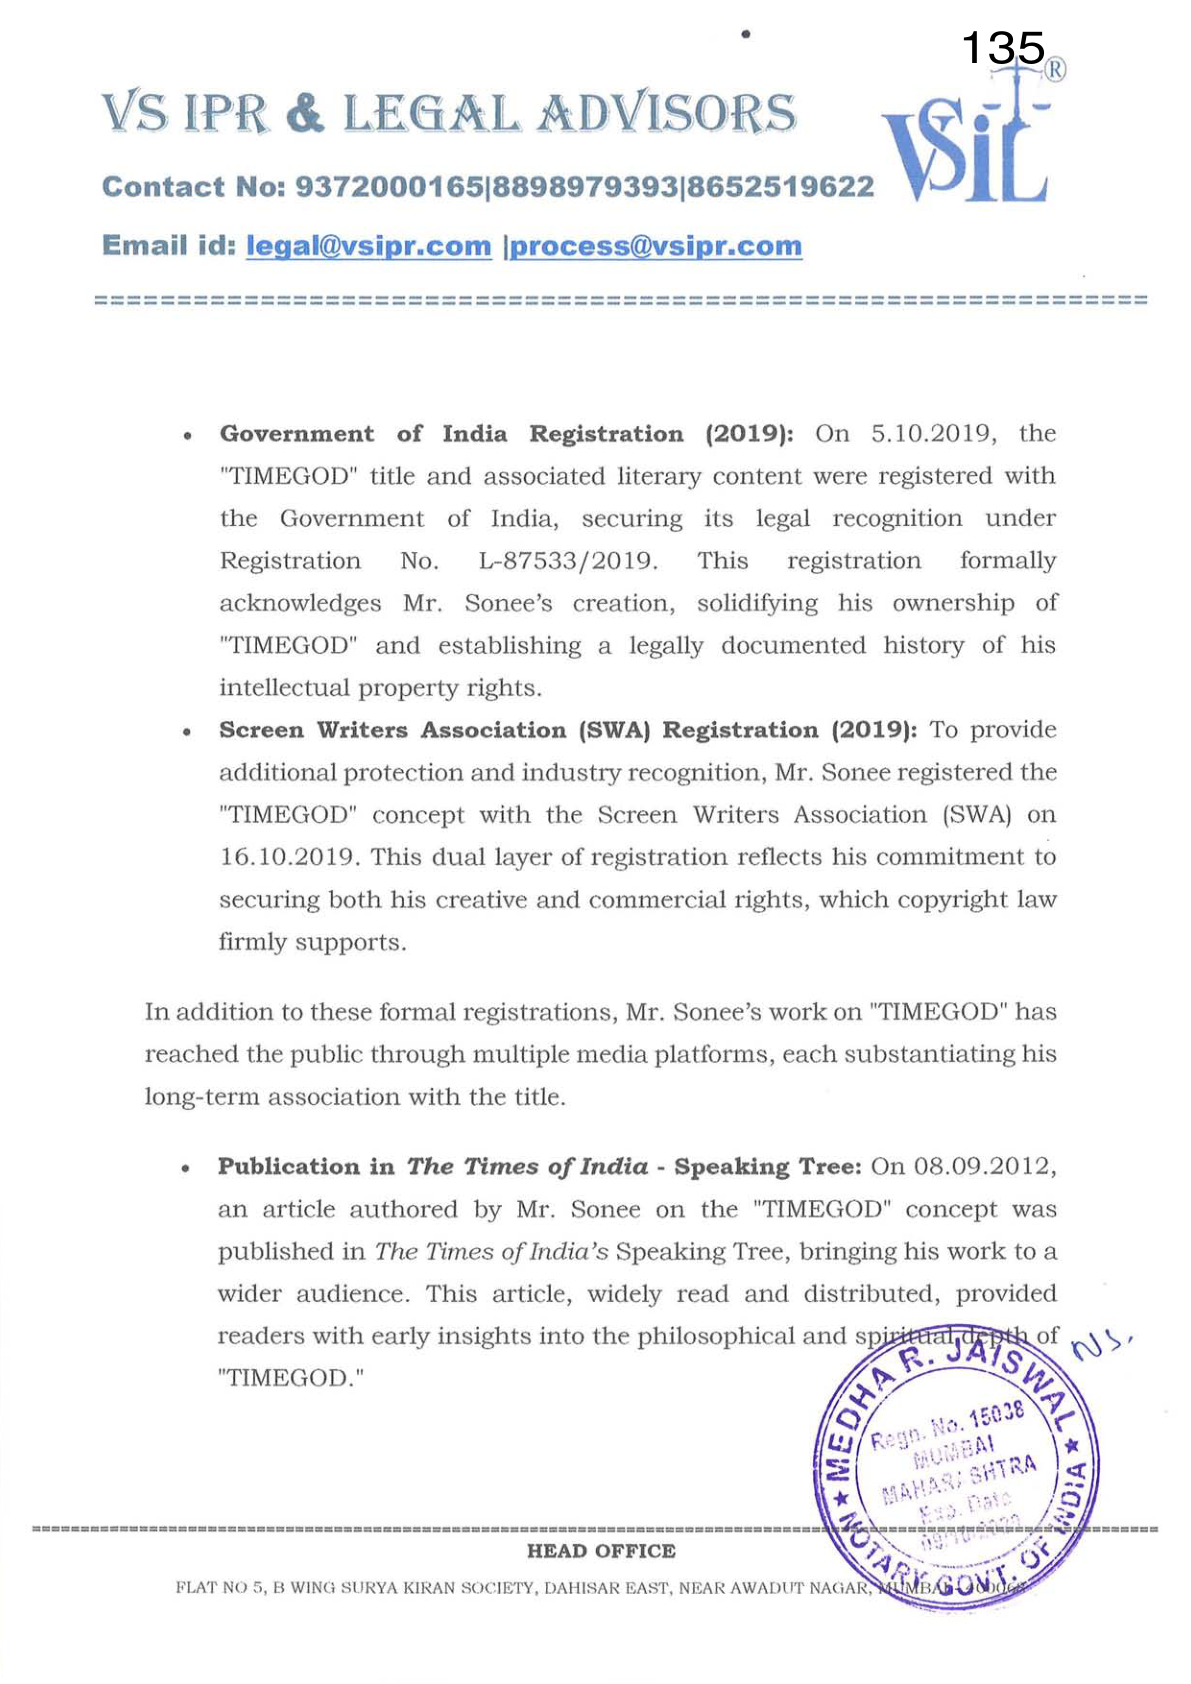 135
VS IPR & LEGAL ADVISORS
VSiL®
Contact No: 9372000165|8898979393|8652519622
Email id: legal@vsipr.com |process@vsipr.com
• Government of India Registration (2019): On 5.10.2019, the
"TIMEGOD" title and associated literary content were registered with
the Government of India, securing its legal recognition under
Registration No. L-87533/2019. This registration formally
acknowledges Mr. Sonee's creation, solidifying his ownership of
"TIMEGOD" and establishing a legally documented history of his
intellectual property rights.
• Screen Writers Association (SWA) Registration (2019): To provide
additional protection and industry recognition, Mr. Sonee registered the
"TIMEGOD" concept with the Screen Writers Association (SWA) on
16.10.2019. This dual layer of registration reflects his commitment to
securing both his creative and commercial rights, which copyright law
firmly supports.
In addition to these formal registrations, Mr. Sonee's work on "TIMEGOD" has
reached the public through multiple media platforms, each substantiating his
long-term association with the title.
• Publication in The Times of India - Speaking Tree: On 08.09.2012,
an article authored by Mr. Sonee on the "TIMEGOD" concept was
published in The Times of India's Speaking Tree, bringing his work to a
wider audience. This article, widely read and distributed, provided
readers with early insights into the philosophical and spiritual depth of
"TIMEGOD."
NS.
MEDHA R. JAISWAL
Regn. No. 15038
MUMBAI
MAHARASHTRA
Exp. Date
NOTARY GOVT. OF INDIA
HEAD OFFICE
FLAT NO 5, B WING SURYA KIRAN SOCIETY, DAHISAR EAST, NEAR AWADUT NAGAR, MUMBAI - 400068